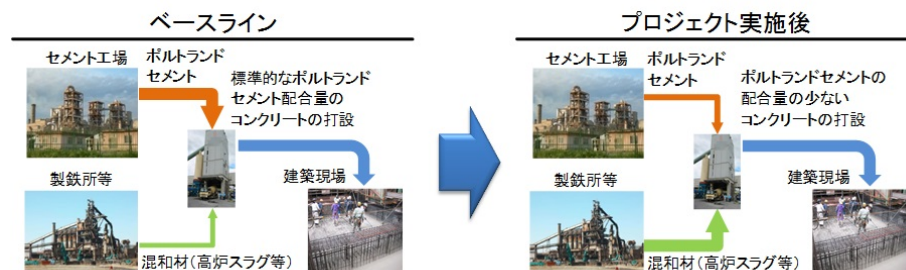 ベースライン
セメント工場
ポルトランド
セメント
標準的なポルトランド
セメント配合量の
コンクリートの打設
製鉄所等
建築現場
混和材(高炉スラグ等)
プロジェクト実施後
セメント工場
ポルトランド
セメント
ポルトランドセメントの
配合量の少ない
コンクリートの打設
製鉄所等
建築現場
混和材(高炉スラグ等)